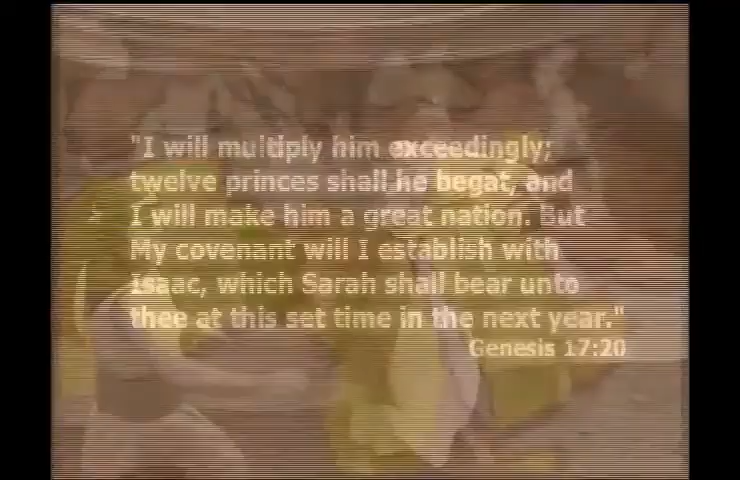 "I will multiply him exceedingly;
twelve princes shall he begat, and
I will make him a great nation. But
My covenant will I establish with
Isaac, which Sarah shall bear unto
thee at this set time in the next year."
Genesis 17:20